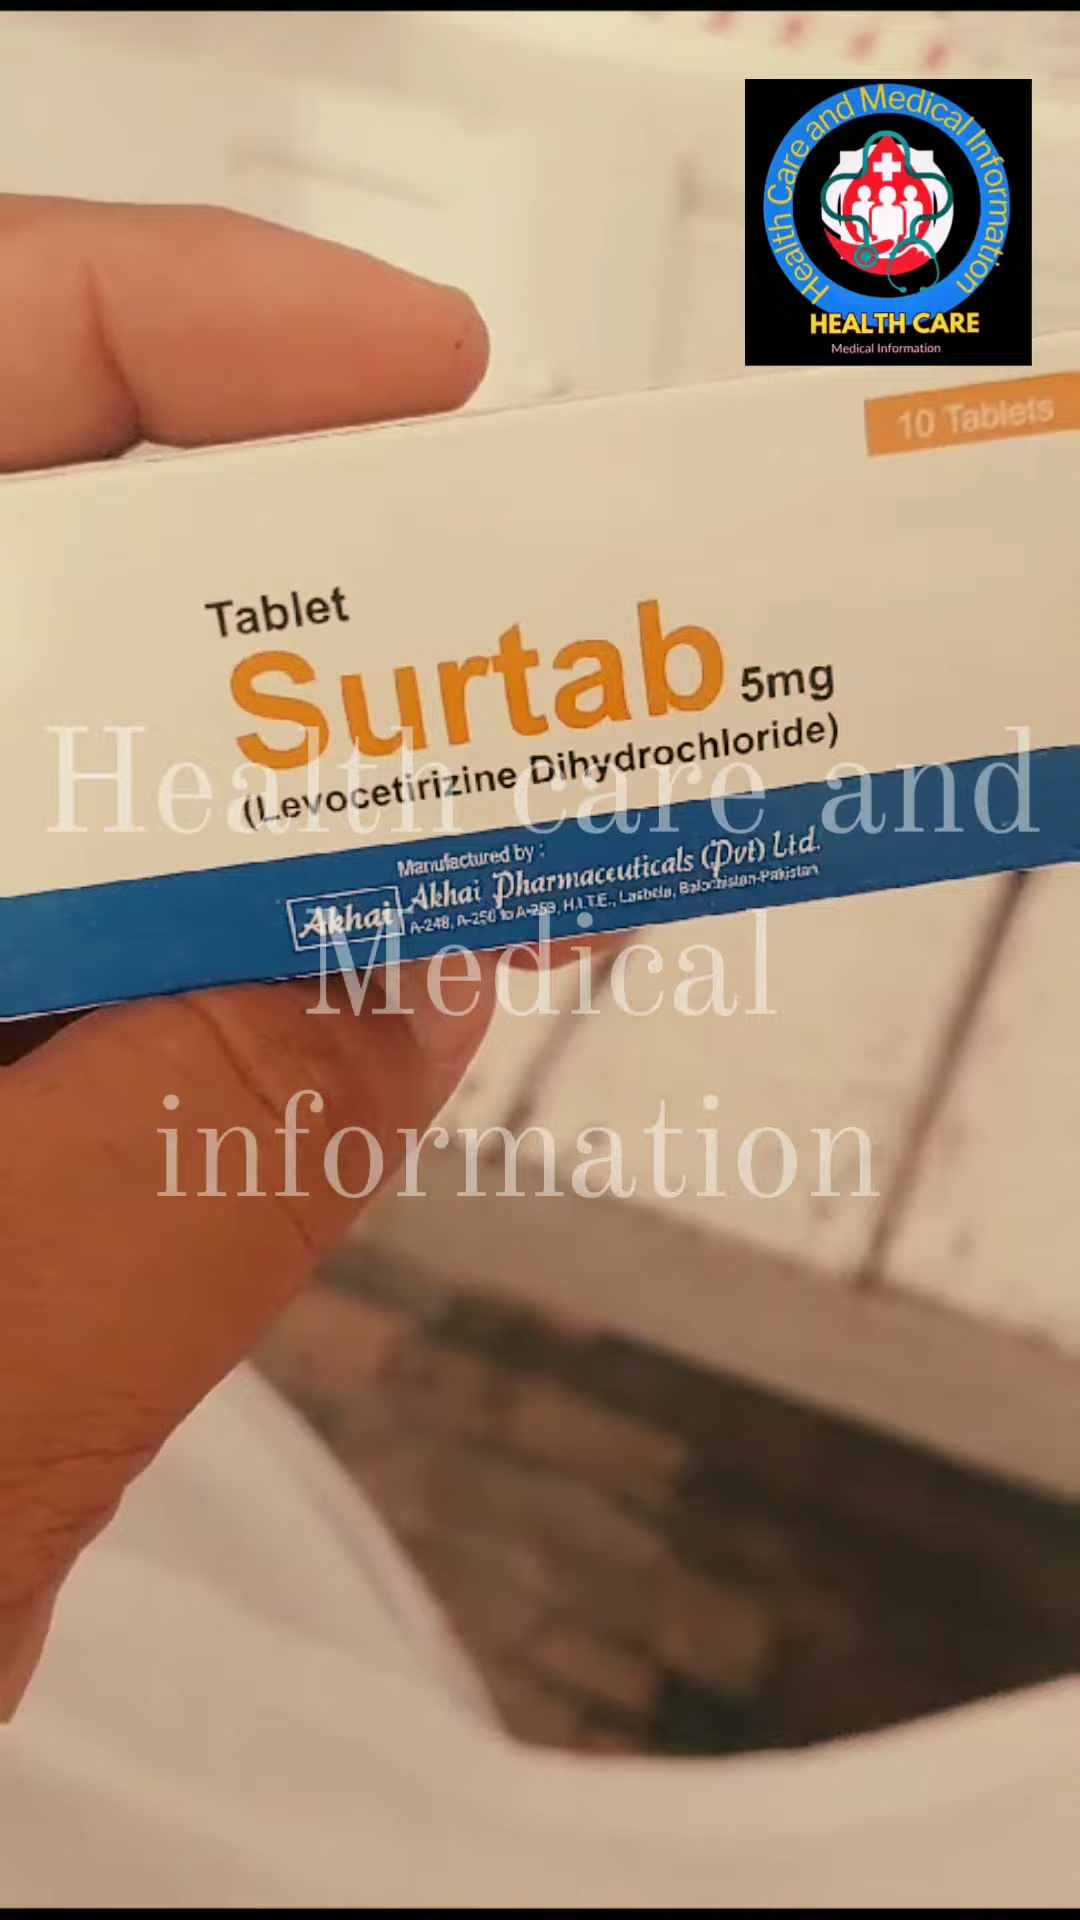 Health Care and Medical Information
HEALTH CARE
Medical Information
10 Tablets
Tablet
Surtab 5mg
(Levocetirizine Dihydrochloride)
Manufactured by :
Akhai Akhai Pharmaceuticals (Pvt) Ltd.
A-248, A-256 to A-259, H.I.T.E., Lasbela, Balochistan-Pakistan
Health care and
Medical
information